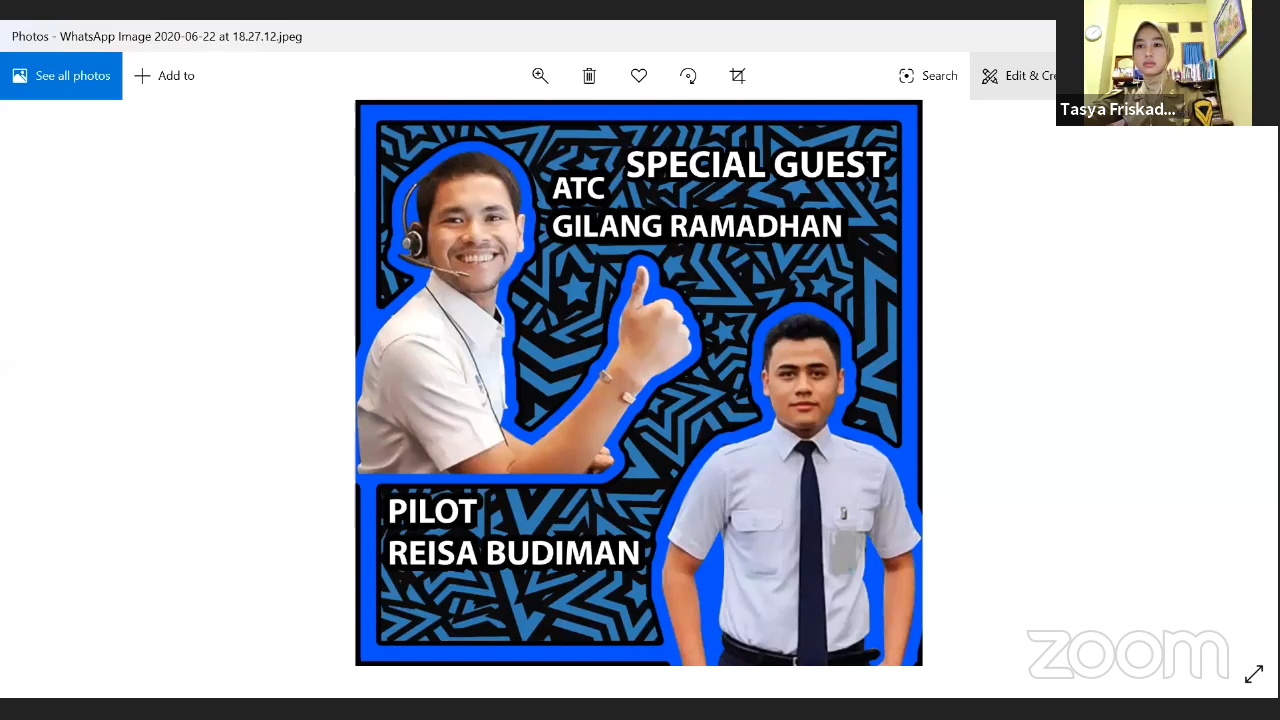 Photos - WhatsApp Image 2020-06-22 at 18.27.12.jpeg
See all photos
Add to
Search
Edit & Cre
Tasya Friskad...
SPECIAL GUEST
ATC
GILANG RAMADHAN
PILOT
REISA BUDIMAN
zoom